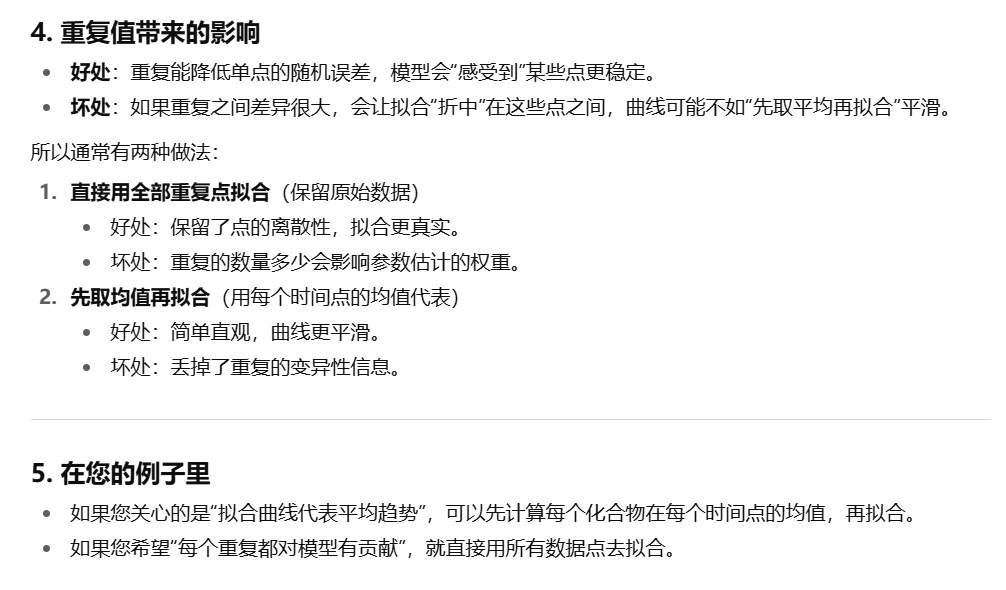 4. 重复值带来的影响
• 好处：重复能降低单点的随机误差，模型会“感受到”某些点更稳定。
• 坏处：如果重复之间差异很大，会让拟合“折中”在这些点之间，曲线可能不如“先取平均再拟合”平滑。
所以通常有两种做法：
1. 直接用全部重复点拟合（保留原始数据）
• 好处：保留了点的离散性，拟合更真实。
• 坏处：重复的数量多少会影响参数估计的权重。
2. 先取均值再拟合（用每个时间点的均值代表）
• 好处：简单直观，曲线更平滑。
• 坏处：丢掉了重复的变异性信息。
5. 在您的例子里
• 如果您关心的是“拟合曲线代表平均趋势”，可以先计算每个化合物在每个时间点的均值，再拟合。
• 如果您希望“每个重复都对模型有贡献”，就直接用所有数据点去拟合。